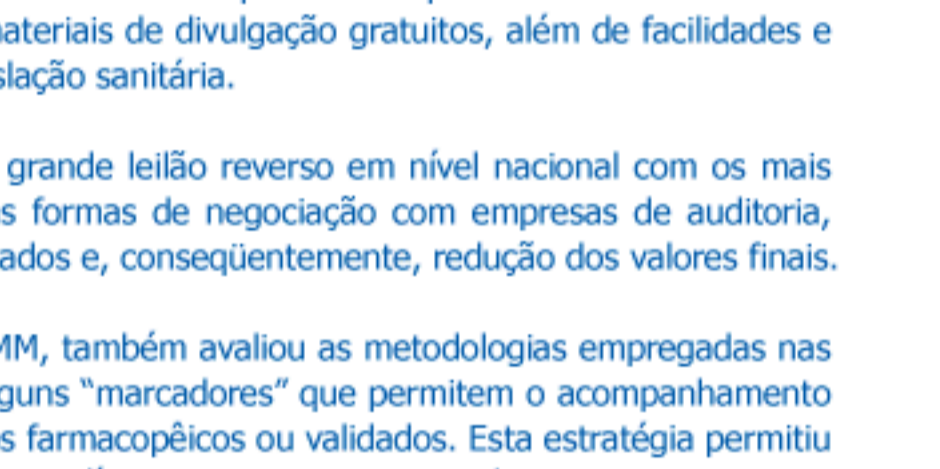 ateriais de divulgação gratuitos, além de facilidades e
slação sanitária.
grande leilão reverso em nível nacional com os mais
s formas de negociação com empresas de auditoria,
ados e, conseqüentemente, redução dos valores finais.
MM, também avaliou as metodologias empregadas nas
guns “marcadores” que permitem o acompanhamento
s farmacopêicos ou validados. Esta estratégia permitiu